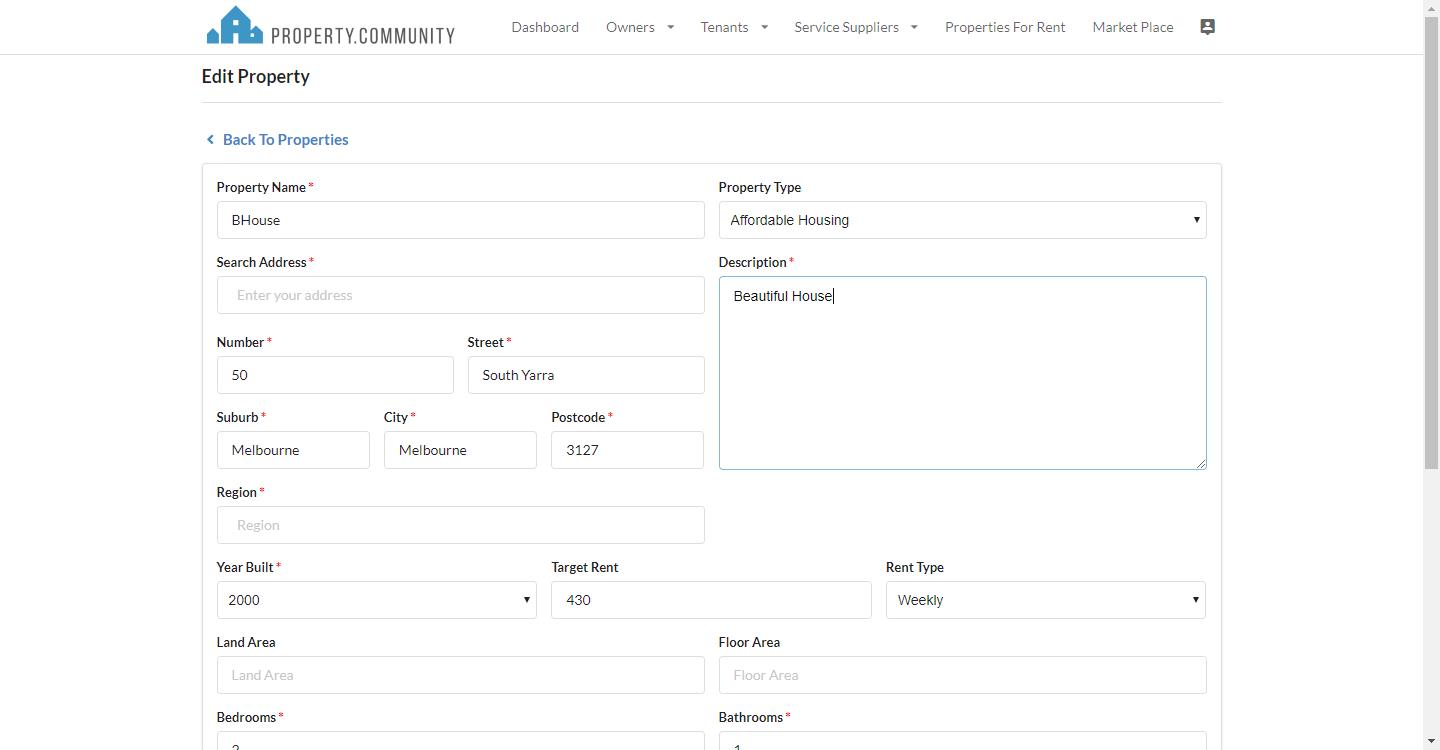 PROPERTY.COMMUNITY Dashboard Owners Tenants Service Suppliers Properties For Rent Market Place
Edit Property
Back To Properties
Property Name * Property Type
BHouse Affordable Housing
Search Address * Description *
Enter your address Beautiful House
Number * Street *
50 South Yarra
Suburb * City * Postcode *
Melbourne Melbourne 3127
Region *
Region
Year Built * Target Rent Rent Type
2000 430 Weekly
Land Area Floor Area
Land Area Floor Area
Bedrooms * Bathrooms *